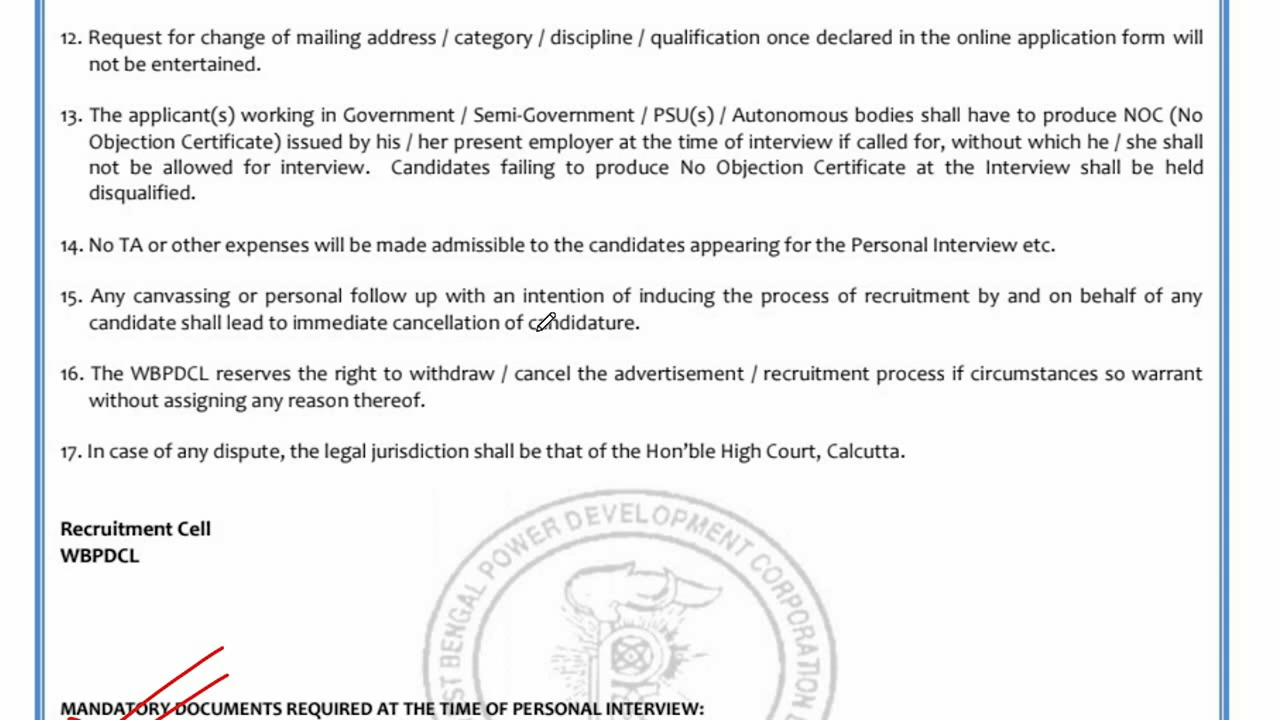 12. Request for change of mailing address / category / discipline / qualification once declared in the online application form will
not be entertained.
13. The applicant(s) working in Government / Semi-Government / PSU(s) / Autonomous bodies shall have to produce NOC (No
Objection Certificate) issued by his / her present employer at the time of interview if called for, without which he / she shall
not be allowed for interview. Candidates failing to produce No Objection Certificate at the Interview shall be held
disqualified.
14. No TA or other expenses will be made admissible to the candidates appearing for the Personal Interview etc.
15. Any canvassing or personal follow up with an intention of inducing the process of recruitment by and on behalf of any
candidate shall lead to immediate cancellation of candidature.
16. The WBPDCL reserves the right to withdraw / cancel the advertisement / recruitment process if circumstances so warrant
without assigning any reason thereof.
17. In case of any dispute, the legal jurisdiction shall be that of the Hon'ble High Court, Calcutta.
Recruitment Cell
WBPDCL
BENGAL POWER DEVELOPMENT CORPORATION
MANDATORY DOCUMENTS REQUIRED AT THE TIME OF PERSONAL INTERVIEW: